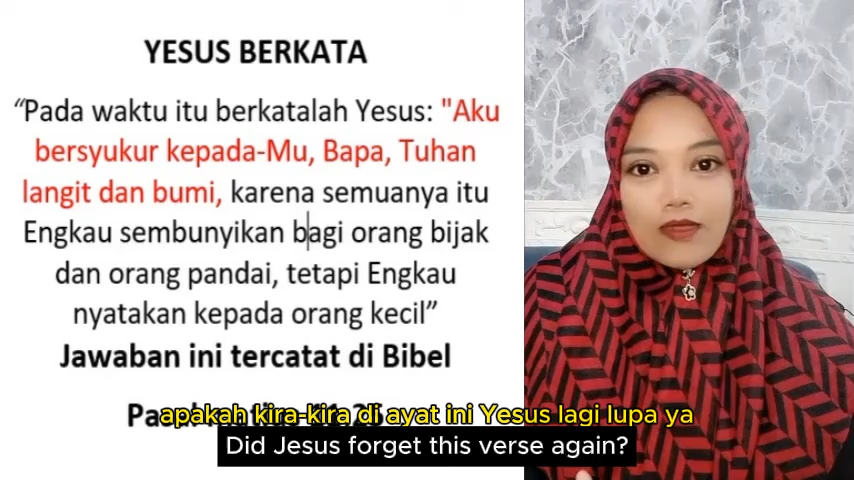 YESUS BERKATA
“Pada waktu itu berkatalah Yesus: "Aku
bersyukur kepada-Mu, Bapa, Tuhan
langit dan bumi, karena semuanya itu
Engkau sembunyikan bagi orang bijak
dan orang pandai, tetapi Engkau
nyatakan kepada orang kecil”
Jawaban ini tercatat di Bibel
apakah kira-kira di ayat ini Yesus lagi lupa ya
Did Jesus forget this verse again?